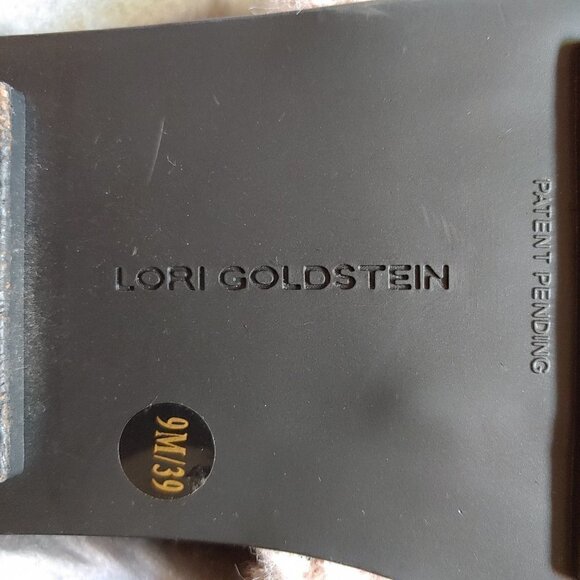 LORI GOLDSTEIN
PATENT PENDING
9M/39